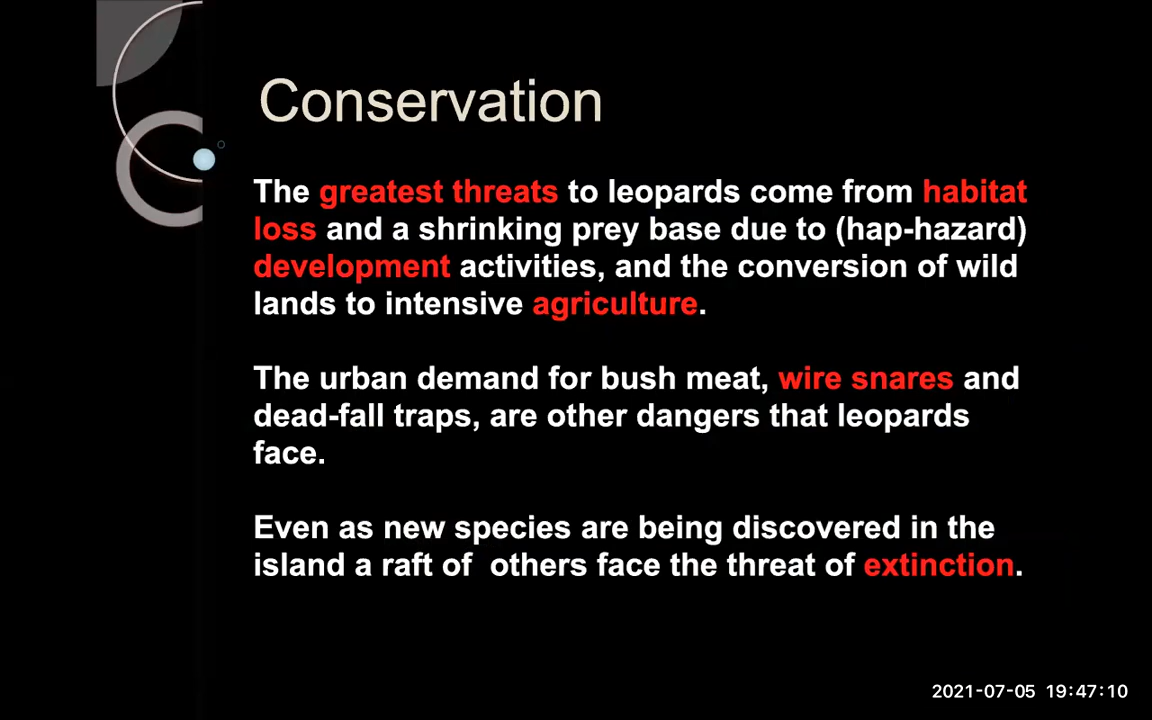 Conservation
The greatest threats to leopards come from habitat
loss and a shrinking prey base due to (hap-hazard)
development activities, and the conversion of wild
lands to intensive agriculture.
The urban demand for bush meat, wire snares and
dead-fall traps, are other dangers that leopards
face.
Even as new species are being discovered in the
island a raft of  others face the threat of extinction.
2021-07-05 19:47:10